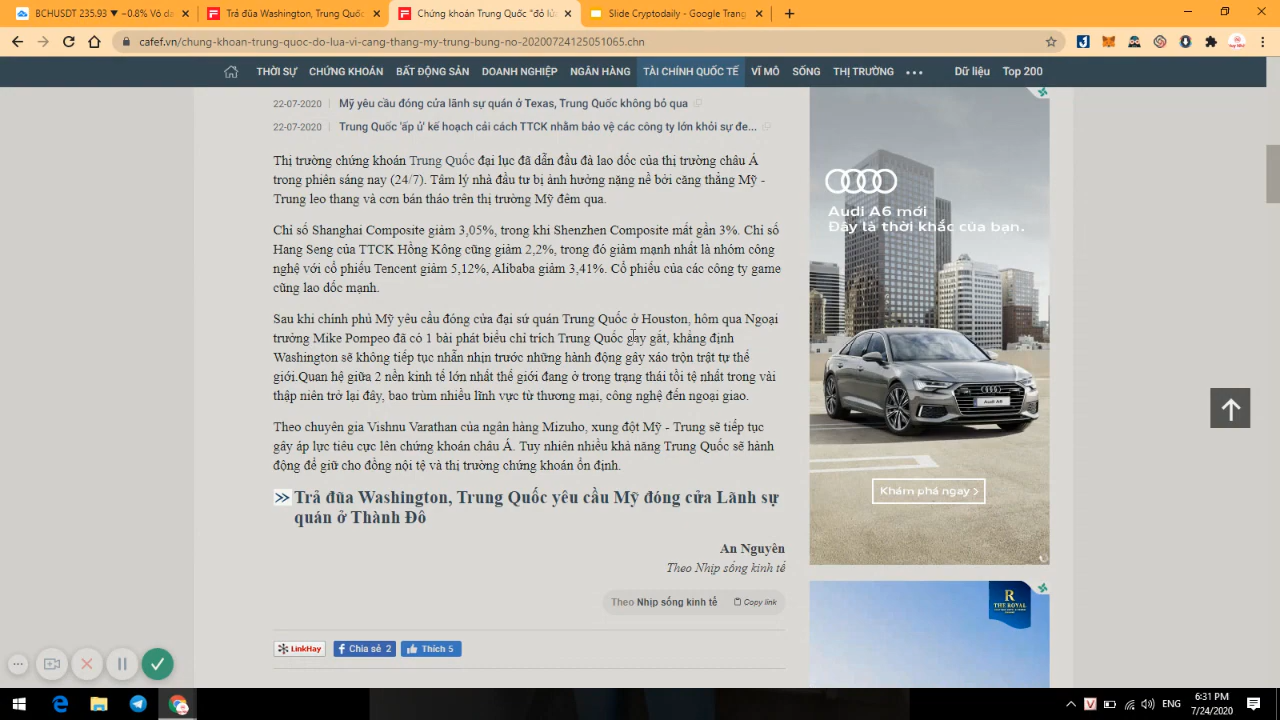 BCHUSDT 235.93 ▼ −0.8% Vô da
Trả đũa Washington, Trung Quốc
Chứng khoán Trung Quốc "đỏ lử
Slide Cryptodaily - Google Trang
cafef.vn/chung-khoan-trung-quoc-do-lua-vi-cang-thang-my-trung-bung-no-20200724125051065.chn
THỜI SỰ CHỨNG KHOÁN BẤT ĐỘNG SẢN DOANH NGHIỆP NGÂN HÀNG TÀI CHÍNH QUỐC TẾ VĨ MÔ SỐNG THỊ TRƯỜNG ••• Dữ liệu Top 200
22-07-2020 Mỹ yêu cầu đóng cửa lãnh sự quán ở Texas, Trung Quốc không bỏ qua
22-07-2020 Trung Quốc 'ấp ủ' kế hoạch cải cách TTCK nhằm bảo vệ các công ty lớn khỏi sự đe...
Thị trường chứng khoán Trung Quốc đại lục đã dẫn đầu đà lao dốc của thị trường châu Á
trong phiên sáng nay (24/7). Tâm lý nhà đầu tư bị ảnh hưởng nặng nề bởi căng thẳng Mỹ -
Trung leo thang và cơn bán tháo trên thị trường Mỹ đêm qua.
Chỉ số Shanghai Composite giảm 3,05%, trong khi Shenzhen Composite mất gần 3%. Chỉ số
Hang Seng của TTCK Hồng Kông cũng giảm 2,2%, trong đó giảm mạnh nhất là nhóm công
nghệ với cổ phiếu Tencent giảm 5,12%, Alibaba giảm 3,41%. Cổ phiếu của các công ty game
cũng lao dốc mạnh.
Sau khi chính phủ Mỹ yêu cầu đóng cửa đại sứ quán Trung Quốc ở Houston, hôm qua Ngoại
trưởng Mike Pompeo đã có 1 bài phát biểu chỉ trích Trung Quốc gay gắt, khẳng định
Washington sẽ không tiếp tục nhẫn nhịn trước những hành động gây xáo trộn trật tự thế
giới.Quan hệ giữa 2 nền kinh tế lớn nhất thế giới đang ở trong trạng thái tồi tệ nhất trong vài
thập niên trở lại đây, bao trùm nhiều lĩnh vực từ thương mại, công nghệ đến ngoại giao.
Theo chuyên gia Vishnu Varathan của ngân hàng Mizuho, xung đột Mỹ - Trung sẽ tiếp tục
gây áp lực tiêu cực lên chứng khoán châu Á. Tuy nhiên nhiều khả năng Trung Quốc sẽ hành
động để giữ cho đồng nội tệ và thị trường chứng khoán ổn định.
>> Trả đũa Washington, Trung Quốc yêu cầu Mỹ đóng cửa Lãnh sự
quán ở Thành Đô
An Nguyên
Theo Nhịp sống kinh tế
Theo Nhịp sống kinh tế Copy link
LinkHay Chia sẻ 2 Thích 5
Audi A6 mới
Đây là thời khắc của bạn.
Audi A6
Khám phá ngay >
R
THE ROYAL
ENG
6:31 PM
7/24/2020